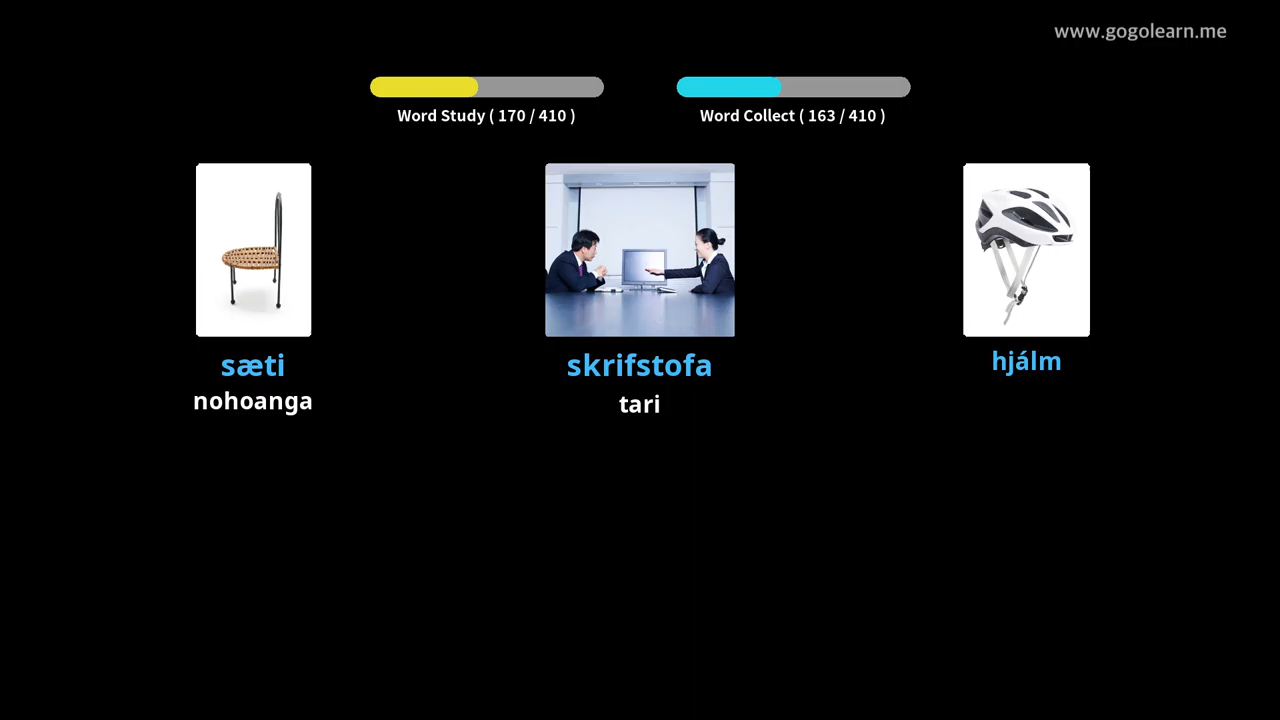 www.gogolearn.me
Word Study ( 170 / 410 )
Word Collect ( 163 / 410 )
sæti
nohoanga
skrifstofa
tari
hjálm